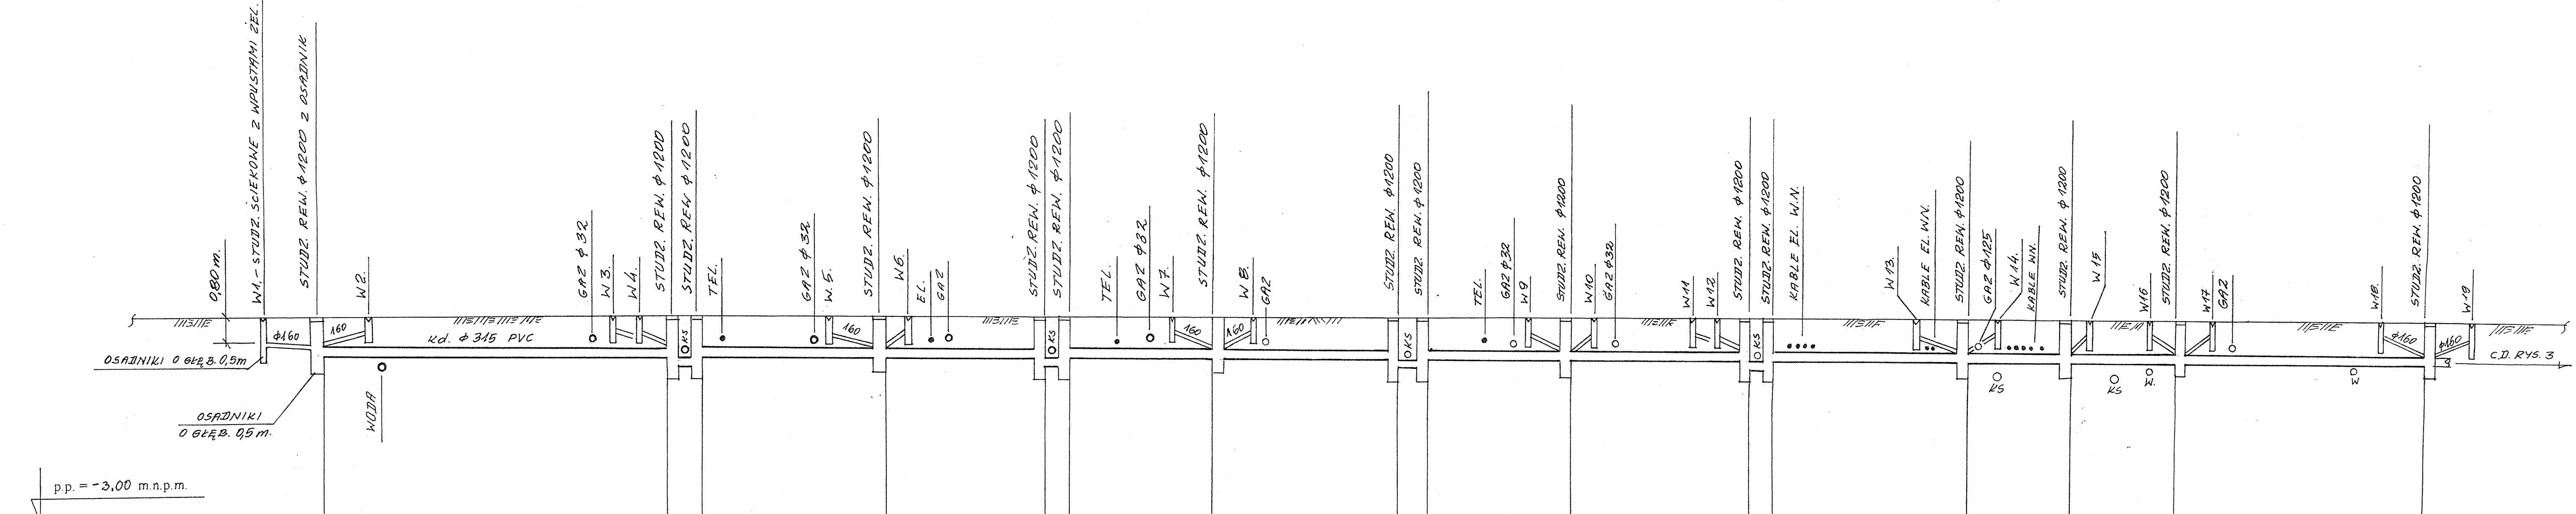 0,80 m.
W1. – STUDZ. ŚCIEKOWE Z WPUSTAMI ŻEL.
STUDZ. REW. ϕ1200 Z OSADNIK
W2.
GAZ ϕ32
W3.
W4.
STUDZ. REW. ϕ1200
STUDZ. REW ϕ1200
TEL.
GAZ ϕ32
W.5.
STUDZ. REW. ϕ1200
W6.
EL.
GAZ
STUDZ. REW. ϕ1200
STUDZ. REW. ϕ1200
TEL.
GAZ ϕ32
W7.
STUDZ. REW. ϕ1200
W8.
GAZ
STUDZ. REW. ϕ1200
STUDZ. REW. ϕ1200
TEL.
GAZ ϕ32
W9
STUDZ. REW. ϕ1200
W10
GAZ ϕ32
W11
W12
STUDZ. REW. ϕ1200
STUDZ. REW. ϕ1200
KABLE EL. W.N.
W13.
KABLE EL. WN.
STUDZ. REW. ϕ1200
GAZ ϕ125
W14.
KABLE WN.
STUDZ. REW. ϕ1200
W15
W16
STUDZ. REW. ϕ1200
W17
GAZ
W18.
STUDZ. REW. ϕ1200
W19
ϕ160
160
kd. ϕ 315 PVC
KS
160
KS
160
160
KS
KS
ϕ160
ϕ160
C.D. RYS. 3
OSADNIKI O GŁĘB. 0,5m
WODA
KS
KS
W.
W
OSADNIKI
O GŁĘB. 0,5 m.
p.p. = -3,00 m.n.p.m.